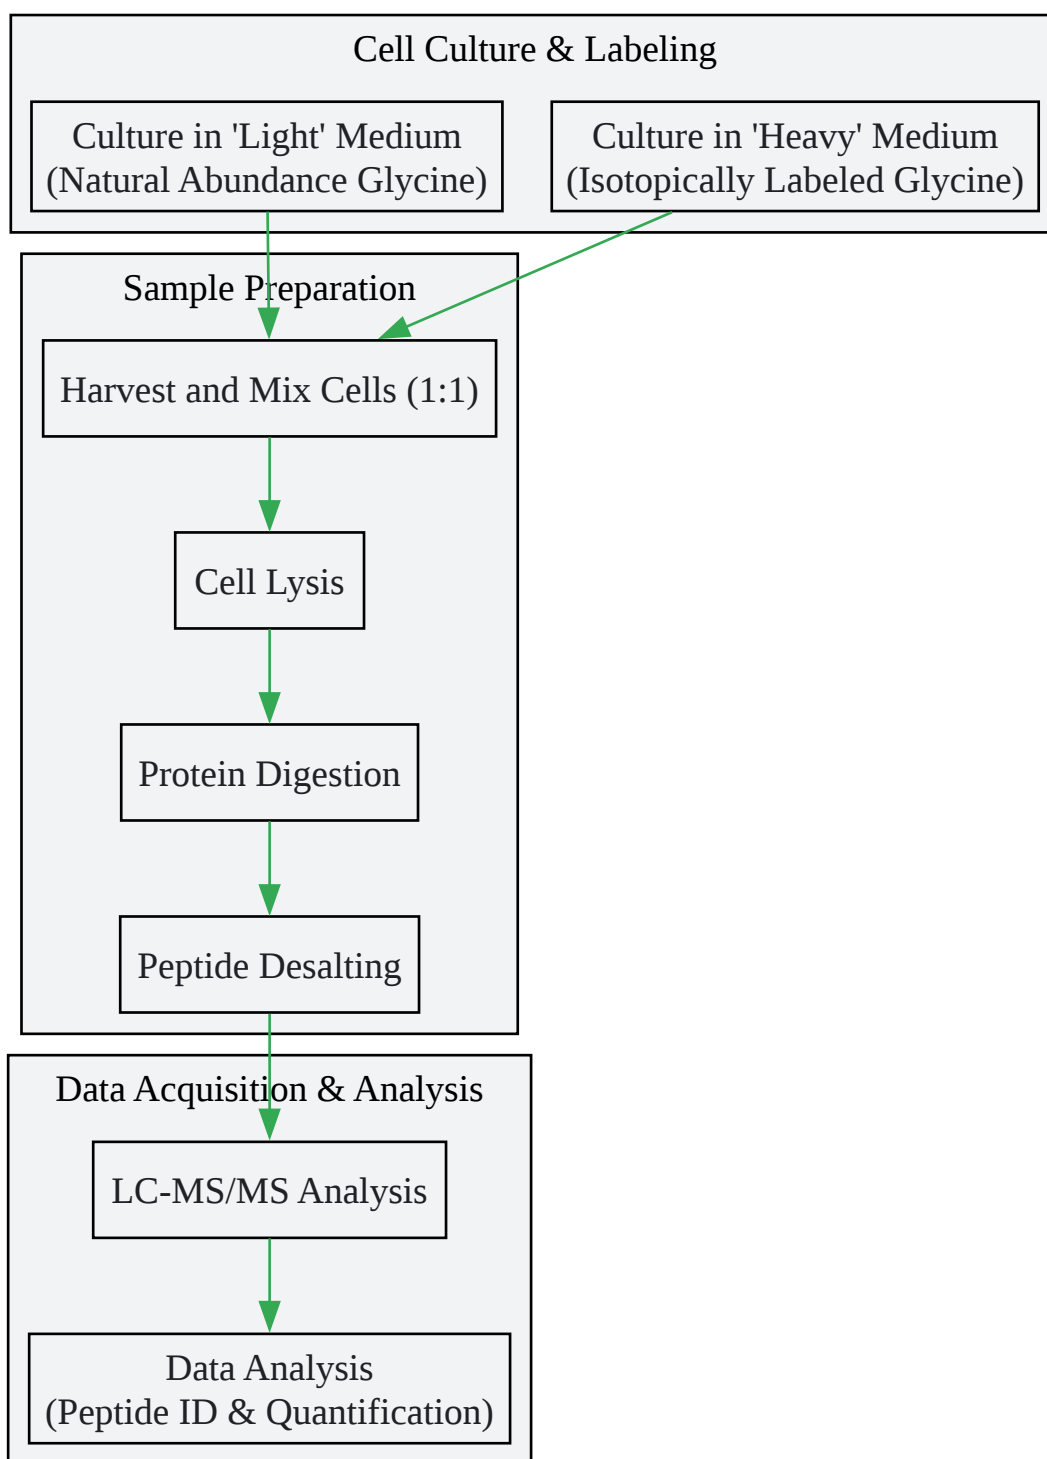 Cell Culture & Labeling
Culture in 'Light' Medium
(Natural Abundance Glycine)
Culture in 'Heavy' Medium
(Isotopically Labeled Glycine)
Sample Preparation
Harvest and Mix Cells (1:1)
Cell Lysis
Protein Digestion
Peptide Desalting
Data Acquisition & Analysis
LC-MS/MS Analysis
Data Analysis
(Peptide ID & Quantification)